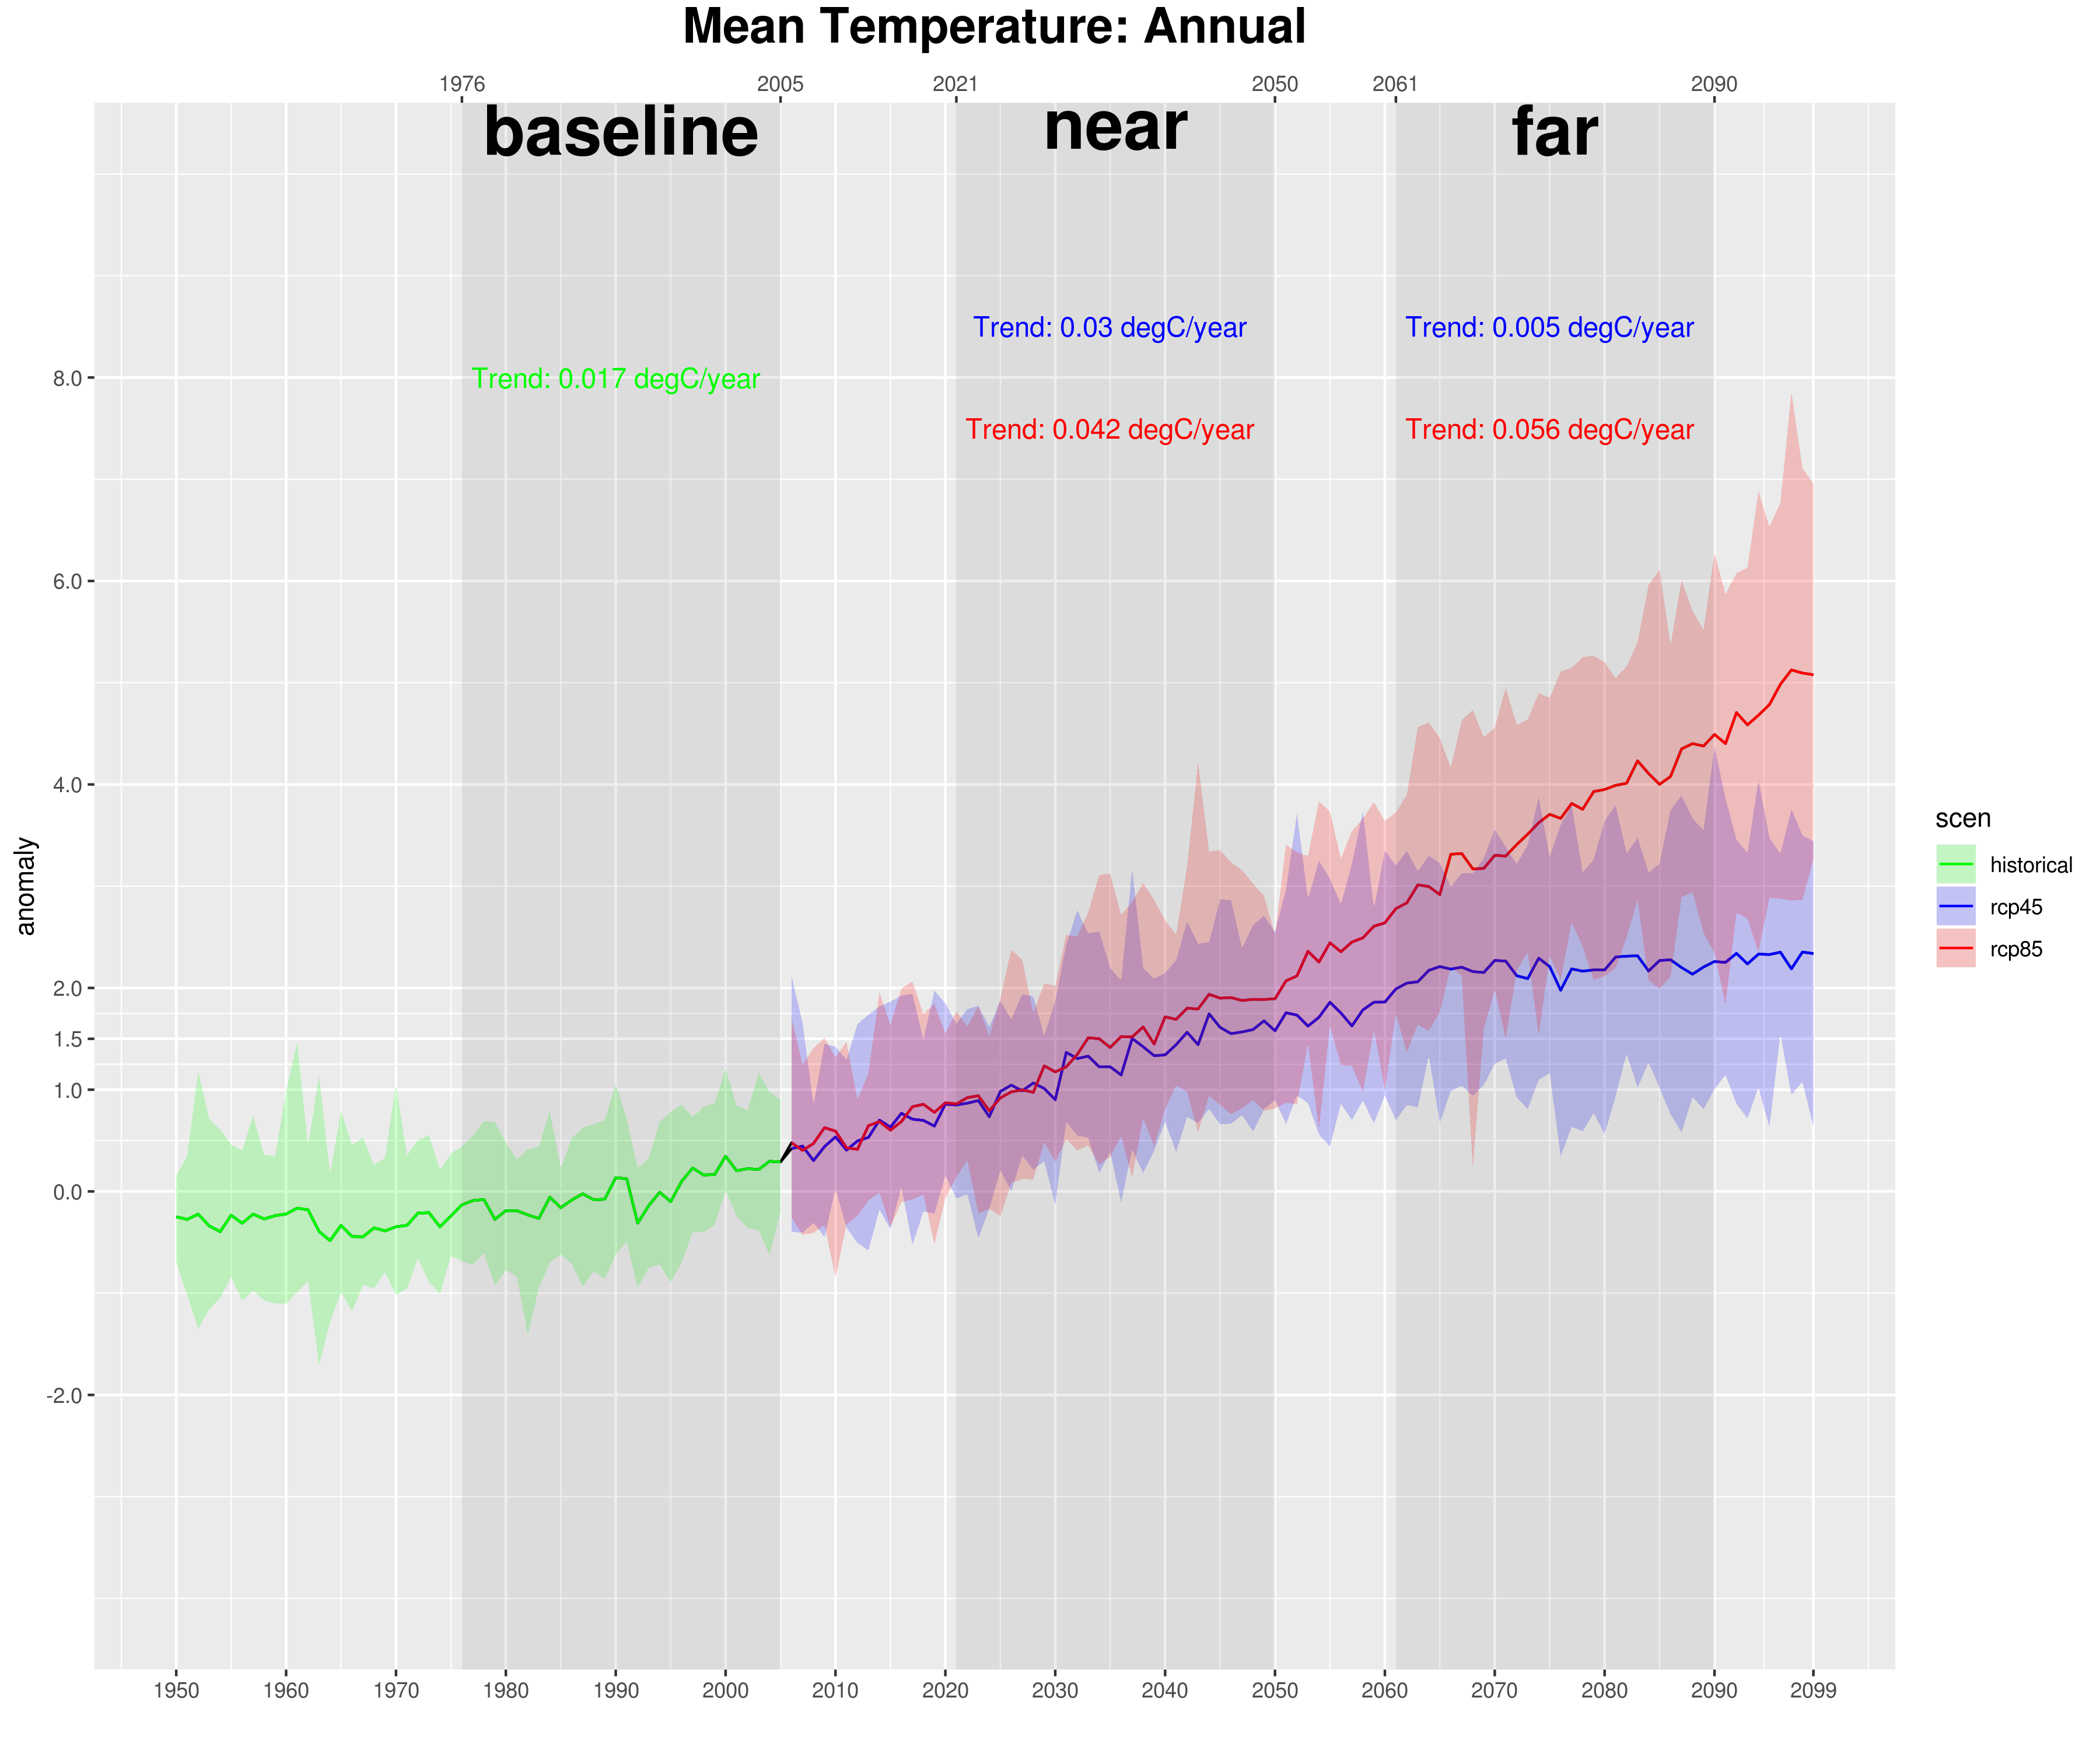 Mean Temperature: Annual
1976 2005 2021 2050 2061 2090
baseline near far
Trend: 0.03 degC/year Trend: 0.005 degC/year
Trend: 0.017 degC/year
Trend: 0.042 degC/year Trend: 0.056 degC/year
8.0
6.0
4.0
2.0
1.5
1.0
0.0
-2.0
anomaly
scen
historical
rcp45
rcp85
1950 1960 1970 1980 1990 2000 2010 2020 2030 2040 2050 2060 2070 2080 2090 2099